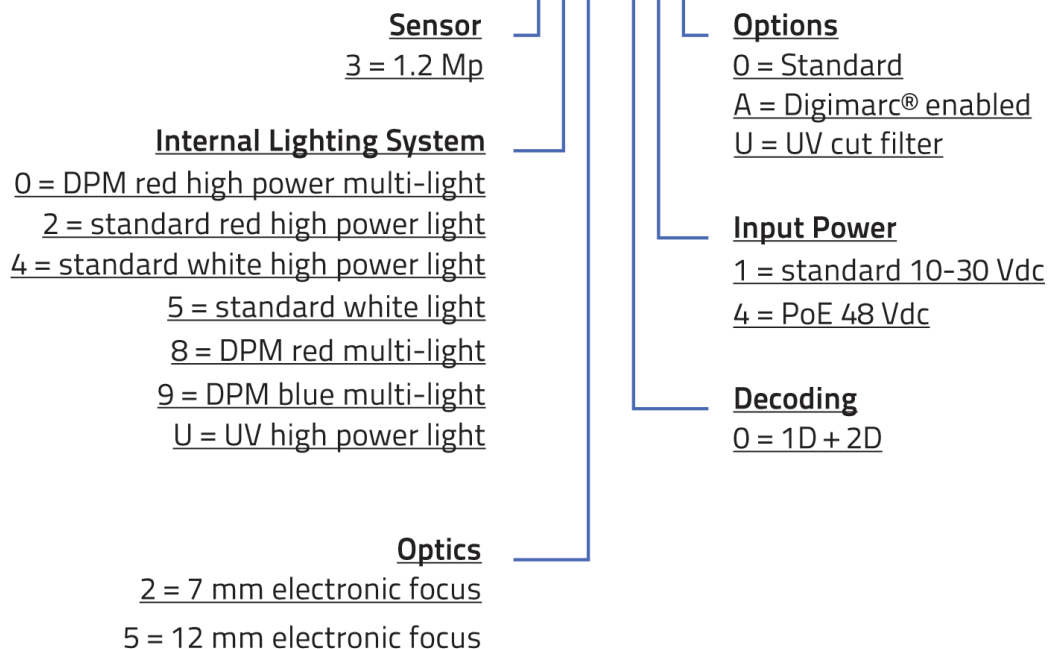 Sensor
3 = 1.2 Mp
Internal Lighting System
0 = DPM red high power multi-light
2 = standard red high power light
4 = standard white high power light
5 = standard white light
8 = DPM red multi-light
9 = DPM blue multi-light
U = UV high power light
Optics
2 = 7 mm electronic focus
5 = 12 mm electronic focus
Options
0 = Standard
A = Digimarc® enabled
U = UV cut filter
Input Power
1 = standard 10-30 Vdc
4 = PoE 48 Vdc
Decoding
0 = 1D + 2D